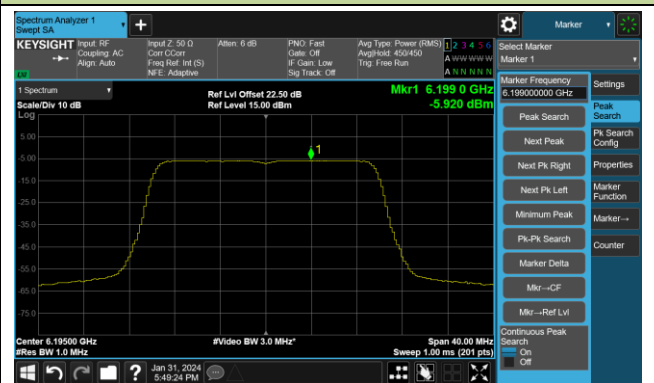 Spectrum Analyzer 1
Swept SA
Marker
KEYSIGHT
Input: RF
Coupling: AC
Align: Auto
Input Z: 50 Ω
Corr CCorr
Freq Ref: Int (S)
NFE: Adaptive
Atten: 6 dB
PNO: Fast
Gate: Off
IF Gain: Low
Sig Track: Off
Avg Type: Power (RMS)
Avg|Hold: 450/450
Trig: Free Run
1 2 3 4 5 6
A W W W W W
A N N N N N
Select Marker
Marker 1
1 Spectrum
Scale/Div 10 dB
Log
Ref Lvl Offset 22.50 dB
Ref Level 15.00 dBm
Mkr1 6.199 0 GHz
-5.920 dBm
5.00
-5.00
-15.0
-25.0
-35.0
-45.0
-55.0
-65.0
-75.0
1
Center 6.19500 GHz
#Res BW 1.0 MHz
#Video BW 3.0 MHz*
Span 40.00 MHz
Sweep 1.00 ms (201 pts)
Marker Frequency
6.199000000 GHz
Peak Search
Next Peak
Next Pk Right
Next Pk Left
Minimum Peak
Pk-Pk Search
Marker Delta
Mkr→CF
Mkr→Ref Lvl
Continuous Peak
Search
On
Off
Settings
Peak
Search
Pk Search
Config
Properties
Marker
Function
Marker→
Counter
Jan 31, 2024
5:49:24 PM